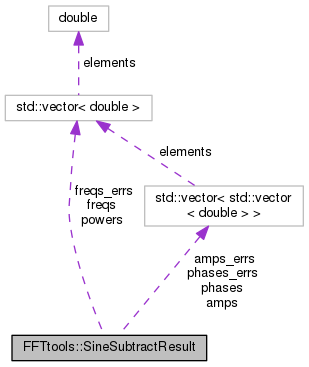 double
elements
std::vector< double >
elements
freqs_errs
freqs
powers
std::vector< std::vector
< double > >
amps_errs
phases_errs
phases
amps
FFTtools::SineSubtractResult